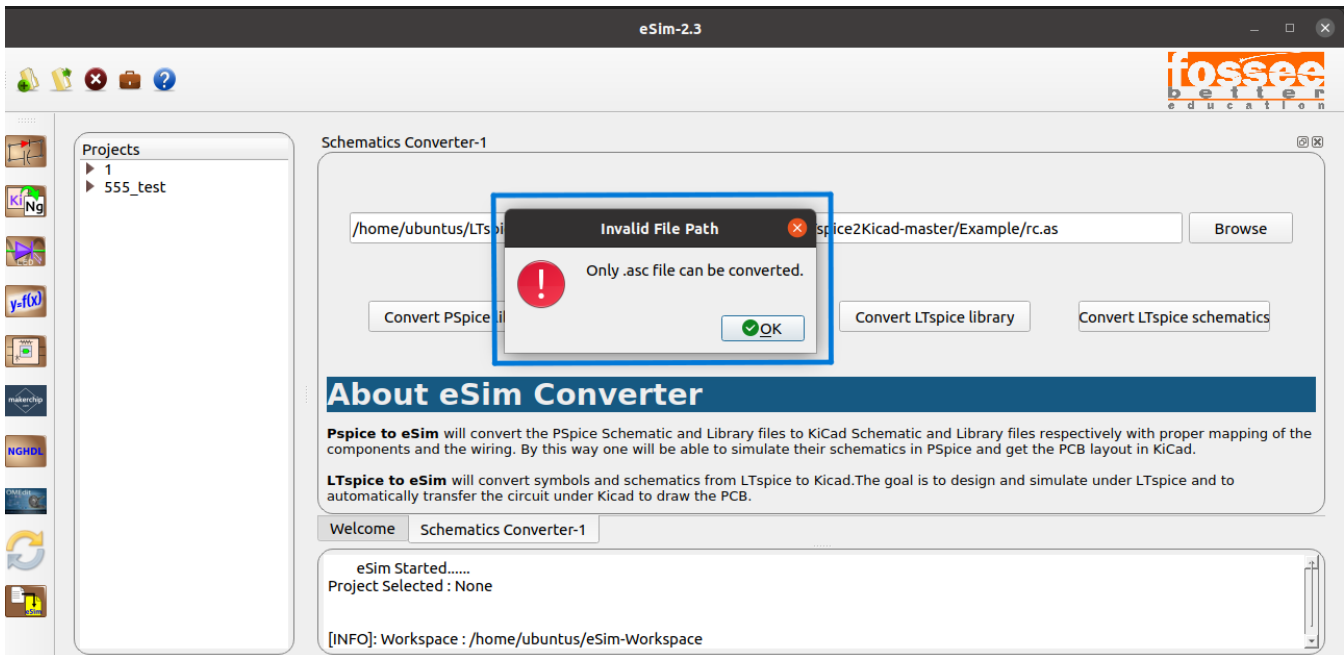 eSim-2.3
fossee
better
education
Projects
1
555_test
Schematics Converter-1
/home/ubuntus/LTspi
spice2Kicad-master/Example/rc.as
Browse
Invalid File Path
Only .asc file can be converted.
OK
Convert PSpice li
Convert LTspice library
Convert LTspice schematics
Ki
Ng
y=f(x)
makerchip
NGHDL
eSim
About eSim Converter
Pspice to eSim will convert the PSpice Schematic and Library files to KiCad Schematic and Library files respectively with proper mapping of the
components and the wiring. By this way one will be able to simulate their schematics in PSpice and get the PCB layout in KiCad.
LTspice to eSim will convert symbols and schematics from LTspice to Kicad.The goal is to design and simulate under LTspice and to
automatically transfer the circuit under Kicad to draw the PCB.
Welcome
Schematics Converter-1
eSim Started......
Project Selected : None
[INFO]: Workspace : /home/ubuntus/eSim-Workspace